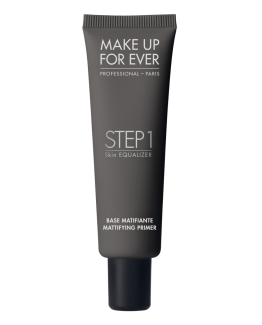 MAKE UP
FOR EVER
PROFESSIONAL – PARIS
STEP 1
Skin EQUALIZER
BASE MATIFIANTE
MATTIFYING PRIMER